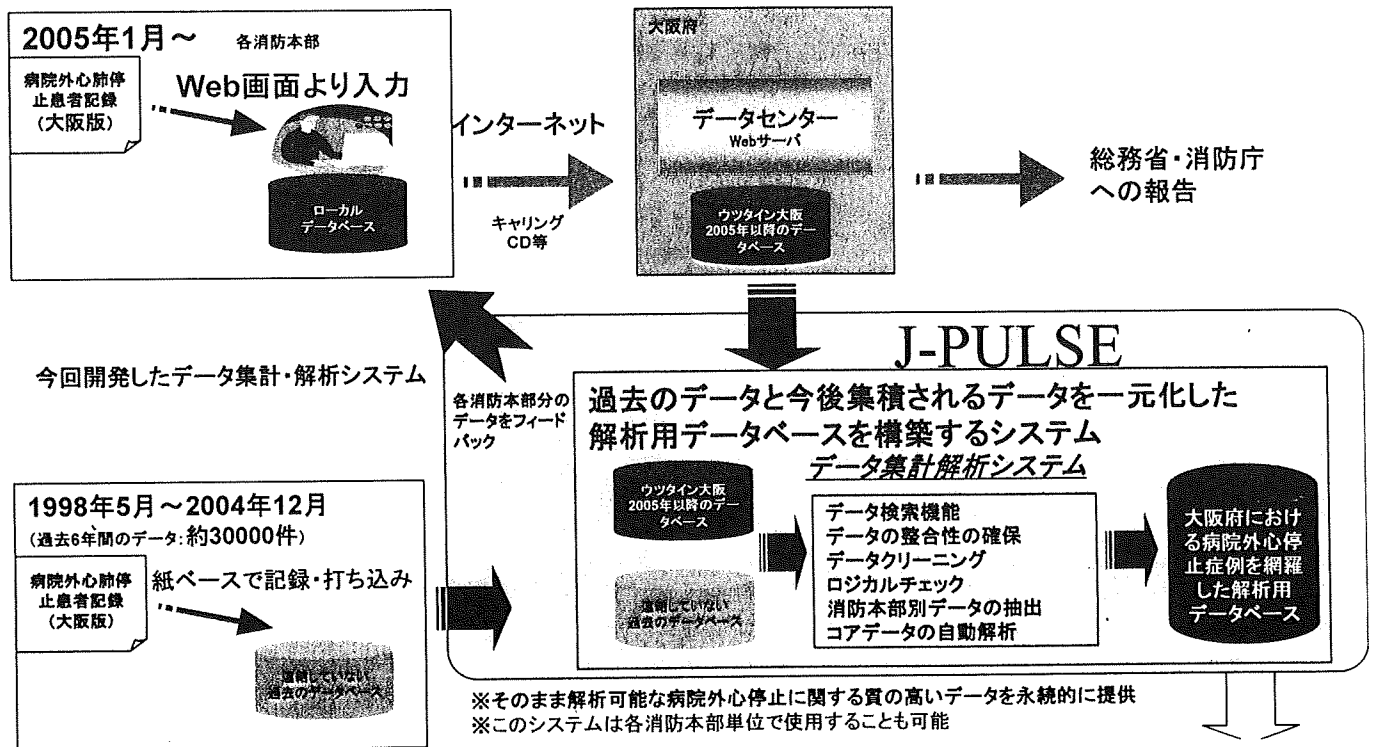 2005年1月~
各消防本部
病院外心肺停
止患者記録
(大阪版)
Web画面より入力
ローカル
データベース
インターネット
キャリング
CD等
大阪府
データセンター
Webサーバ
ウツタイン大阪
2005年以降のデー
タベース
総務省・消防庁
への報告
今回開発したデータ集計・解析システム
各消防本部分の
データをフィード
バック
J-PULSE
過去のデータと今後集積されるデータを一元化した
解析用データベースを構築するシステム
データ集計解析システム
ウツタイン大阪
2005年以降のデー
タベース
連結していない
過去のデータベース
データ検索機能
データの整合性の確保
データクリーニング
ロジカルチェック
消防本部別データの抽出
コアデータの自動解析
大阪府におけ
る病院外心停
止症例を網羅
した解析用
データベース
1998年5月~2004年12月
(過去6年間のデータ:約30000件)
病院外心肺停
止患者記録
(大阪版)
紙ベースで記録・打ち込み
連結していない
過去のデータベース
※そのまま解析可能な病院外心停止に関する質の高いデータを永続的に提供
※このシステムは各消防本部単位で使用することも可能